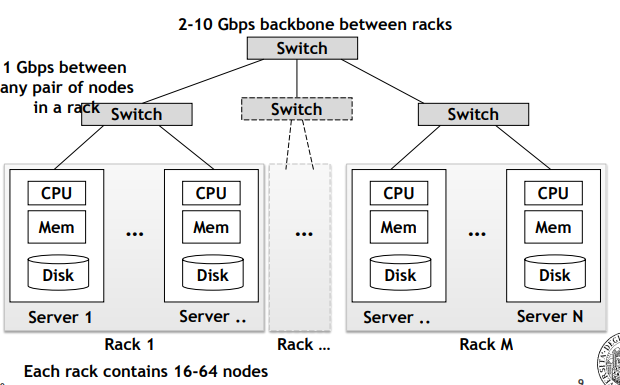 2-10 Gbps backbone between racks
Switch
1 Gbps between
any pair of nodes
in a rack
Switch
Switch
Switch
CPU
Mem
Disk
...
CPU
Mem
Disk
...
CPU
Mem
Disk
...
CPU
Mem
Disk
Server 1
Server ..
Server ..
Server N
Rack 1
Rack ...
Rack M
Each rack contains 16-64 nodes
9